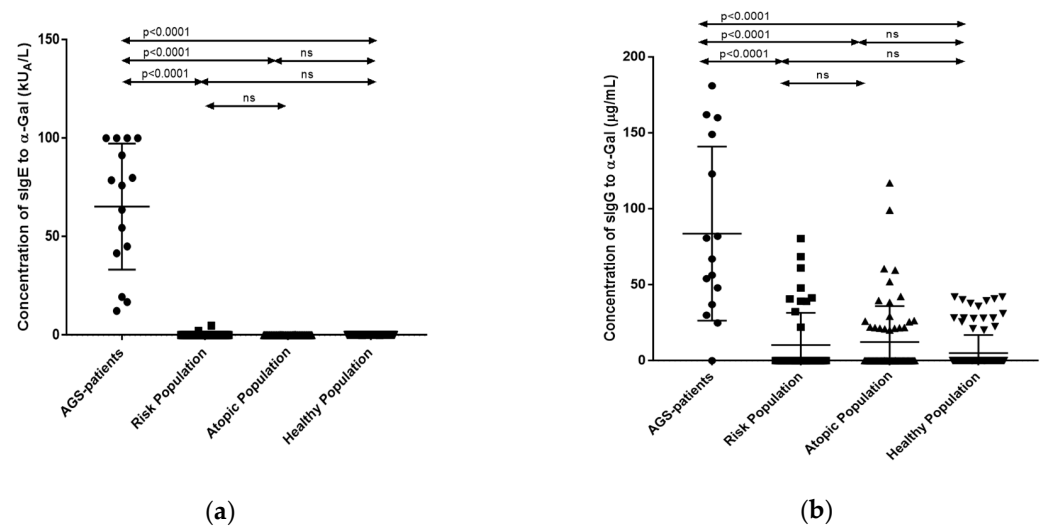 p<0.0001
p<0.0001
ns
p<0.0001
ns
ns
Concentration of sIgE to α-Gal (kUA/L)
150
100
50
0
AGS-patients
Risk Population
Atopic Population
Healthy Population
(a)
p<0.0001
p<0.0001
ns
p<0.0001
ns
ns
Concentration of sIgG to α-Gal (µg/mL)
200
150
100
50
0
AGS-patients
Risk Population
Atopic Population
Healthy Population
(b)